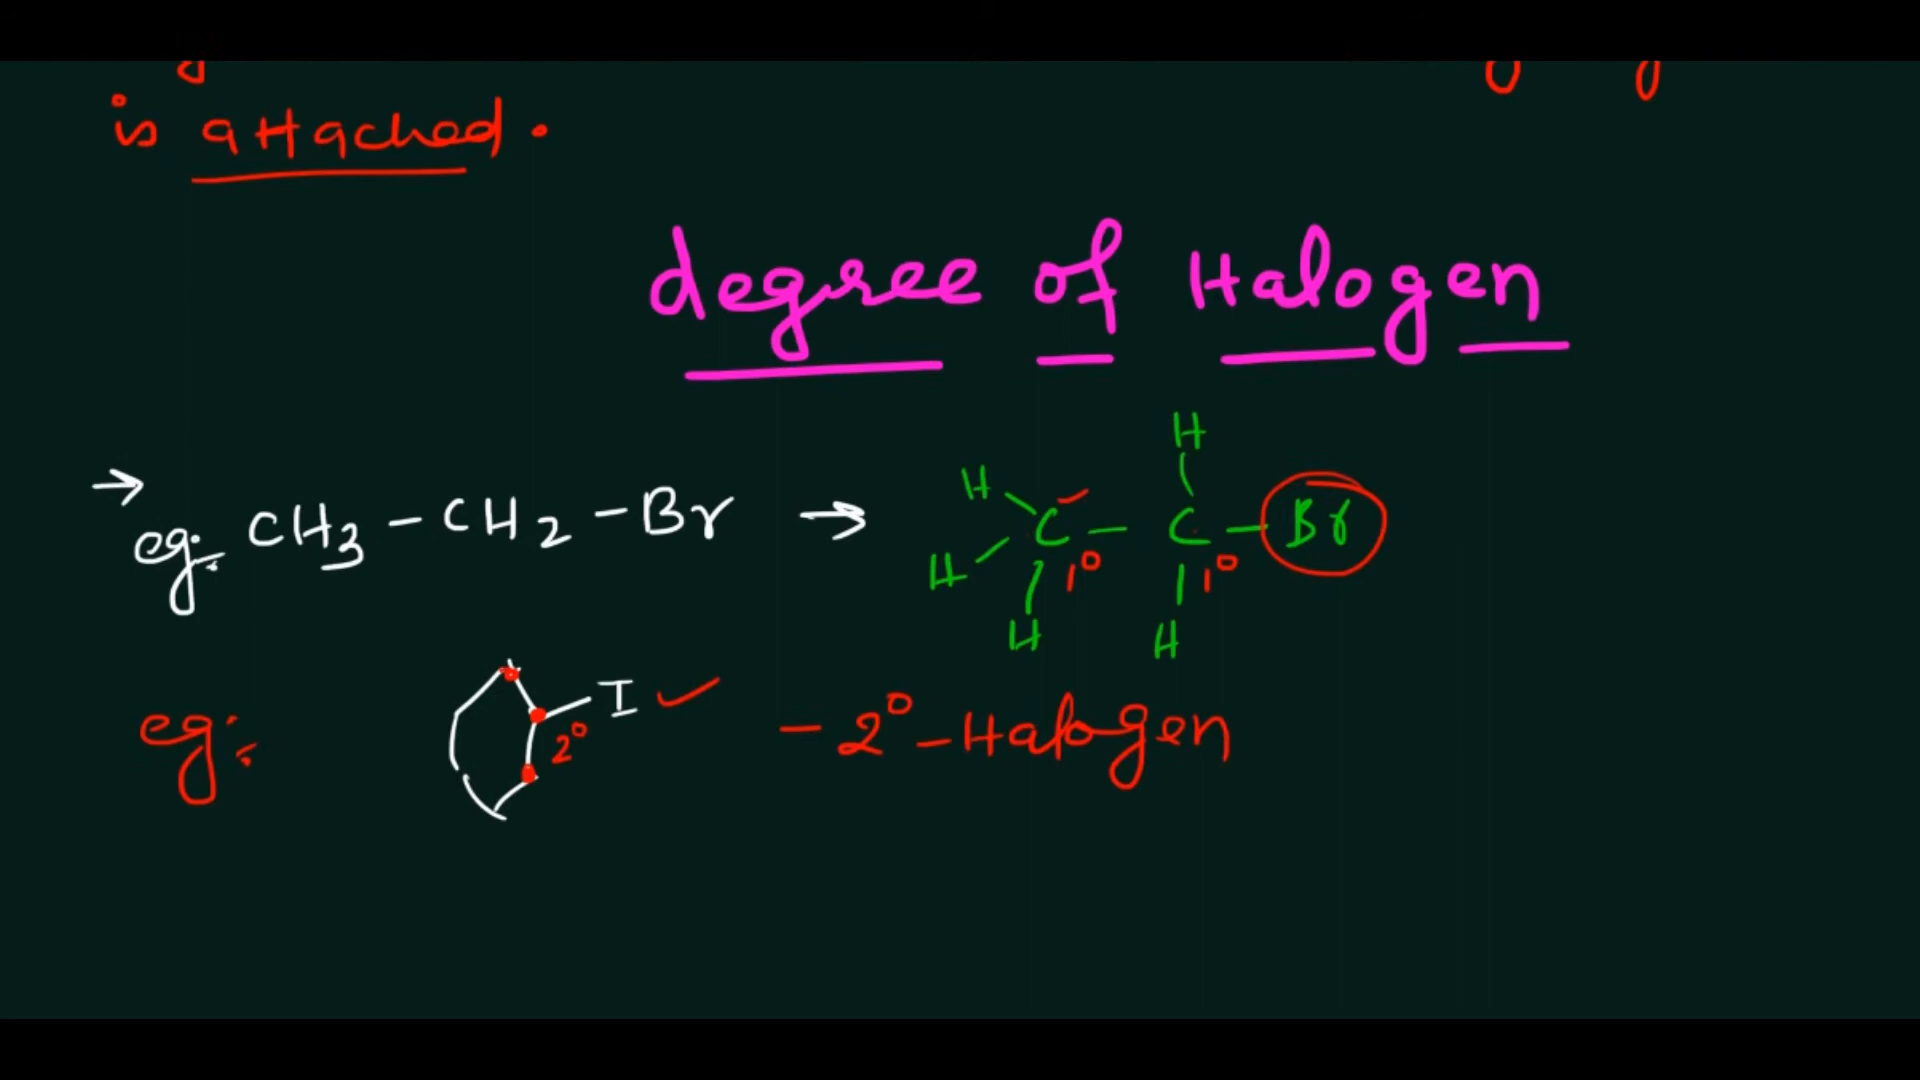 is attached.
degree of Halogen
→ eg:- CH3 - CH2 - Br →
H
H C - C - Br
H 1° 1°
H H
eg:- I ✓ 2° - 2° - Halogen